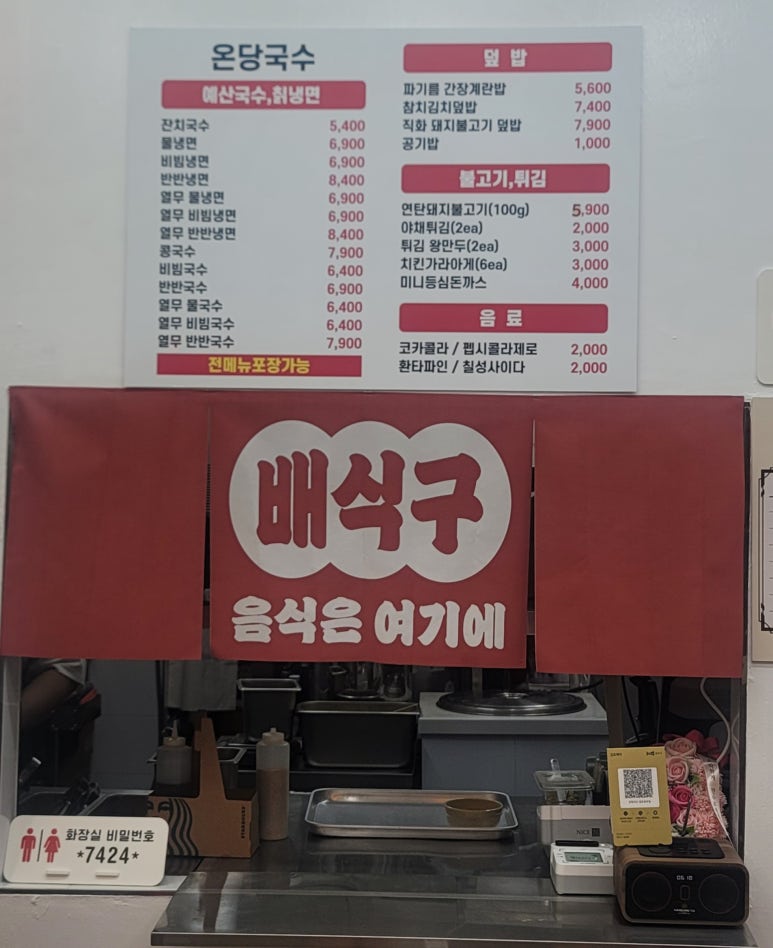 온당국수
예산국수,칡냉면
잔치국수 5,400
물냉면 6,900
비빔냉면 6,900
반반냉면 8,400
열무 물냉면 6,900
열무 비빔냉면 6,900
열무 반반냉면 8,400
콩국수 7,900
비빔국수 6,400
반반국수 6,900
열무 물국수 6,400
열무 비빔국수 6,400
열무 반반국수 7,900
전메뉴포장가능
덮 밥
파기름 간장계란밥 5,600
참치김치덮밥 7,400
직화 돼지불고기 덮밥 7,900
공기밥 1,000
불고기,튀김
연탄돼지불고기(100g) 5,900
야채튀김(2ea) 2,000
튀김 왕만두(2ea) 3,000
치킨가라아게(6ea) 3,000
미니등심돈까스 4,000
음 료
코카콜라 / 펩시콜라제로 2,000
환타파인 / 칠성사이다 2,000
배식구
음식은 여기에
화장실 비밀번호
*7424*
NICE